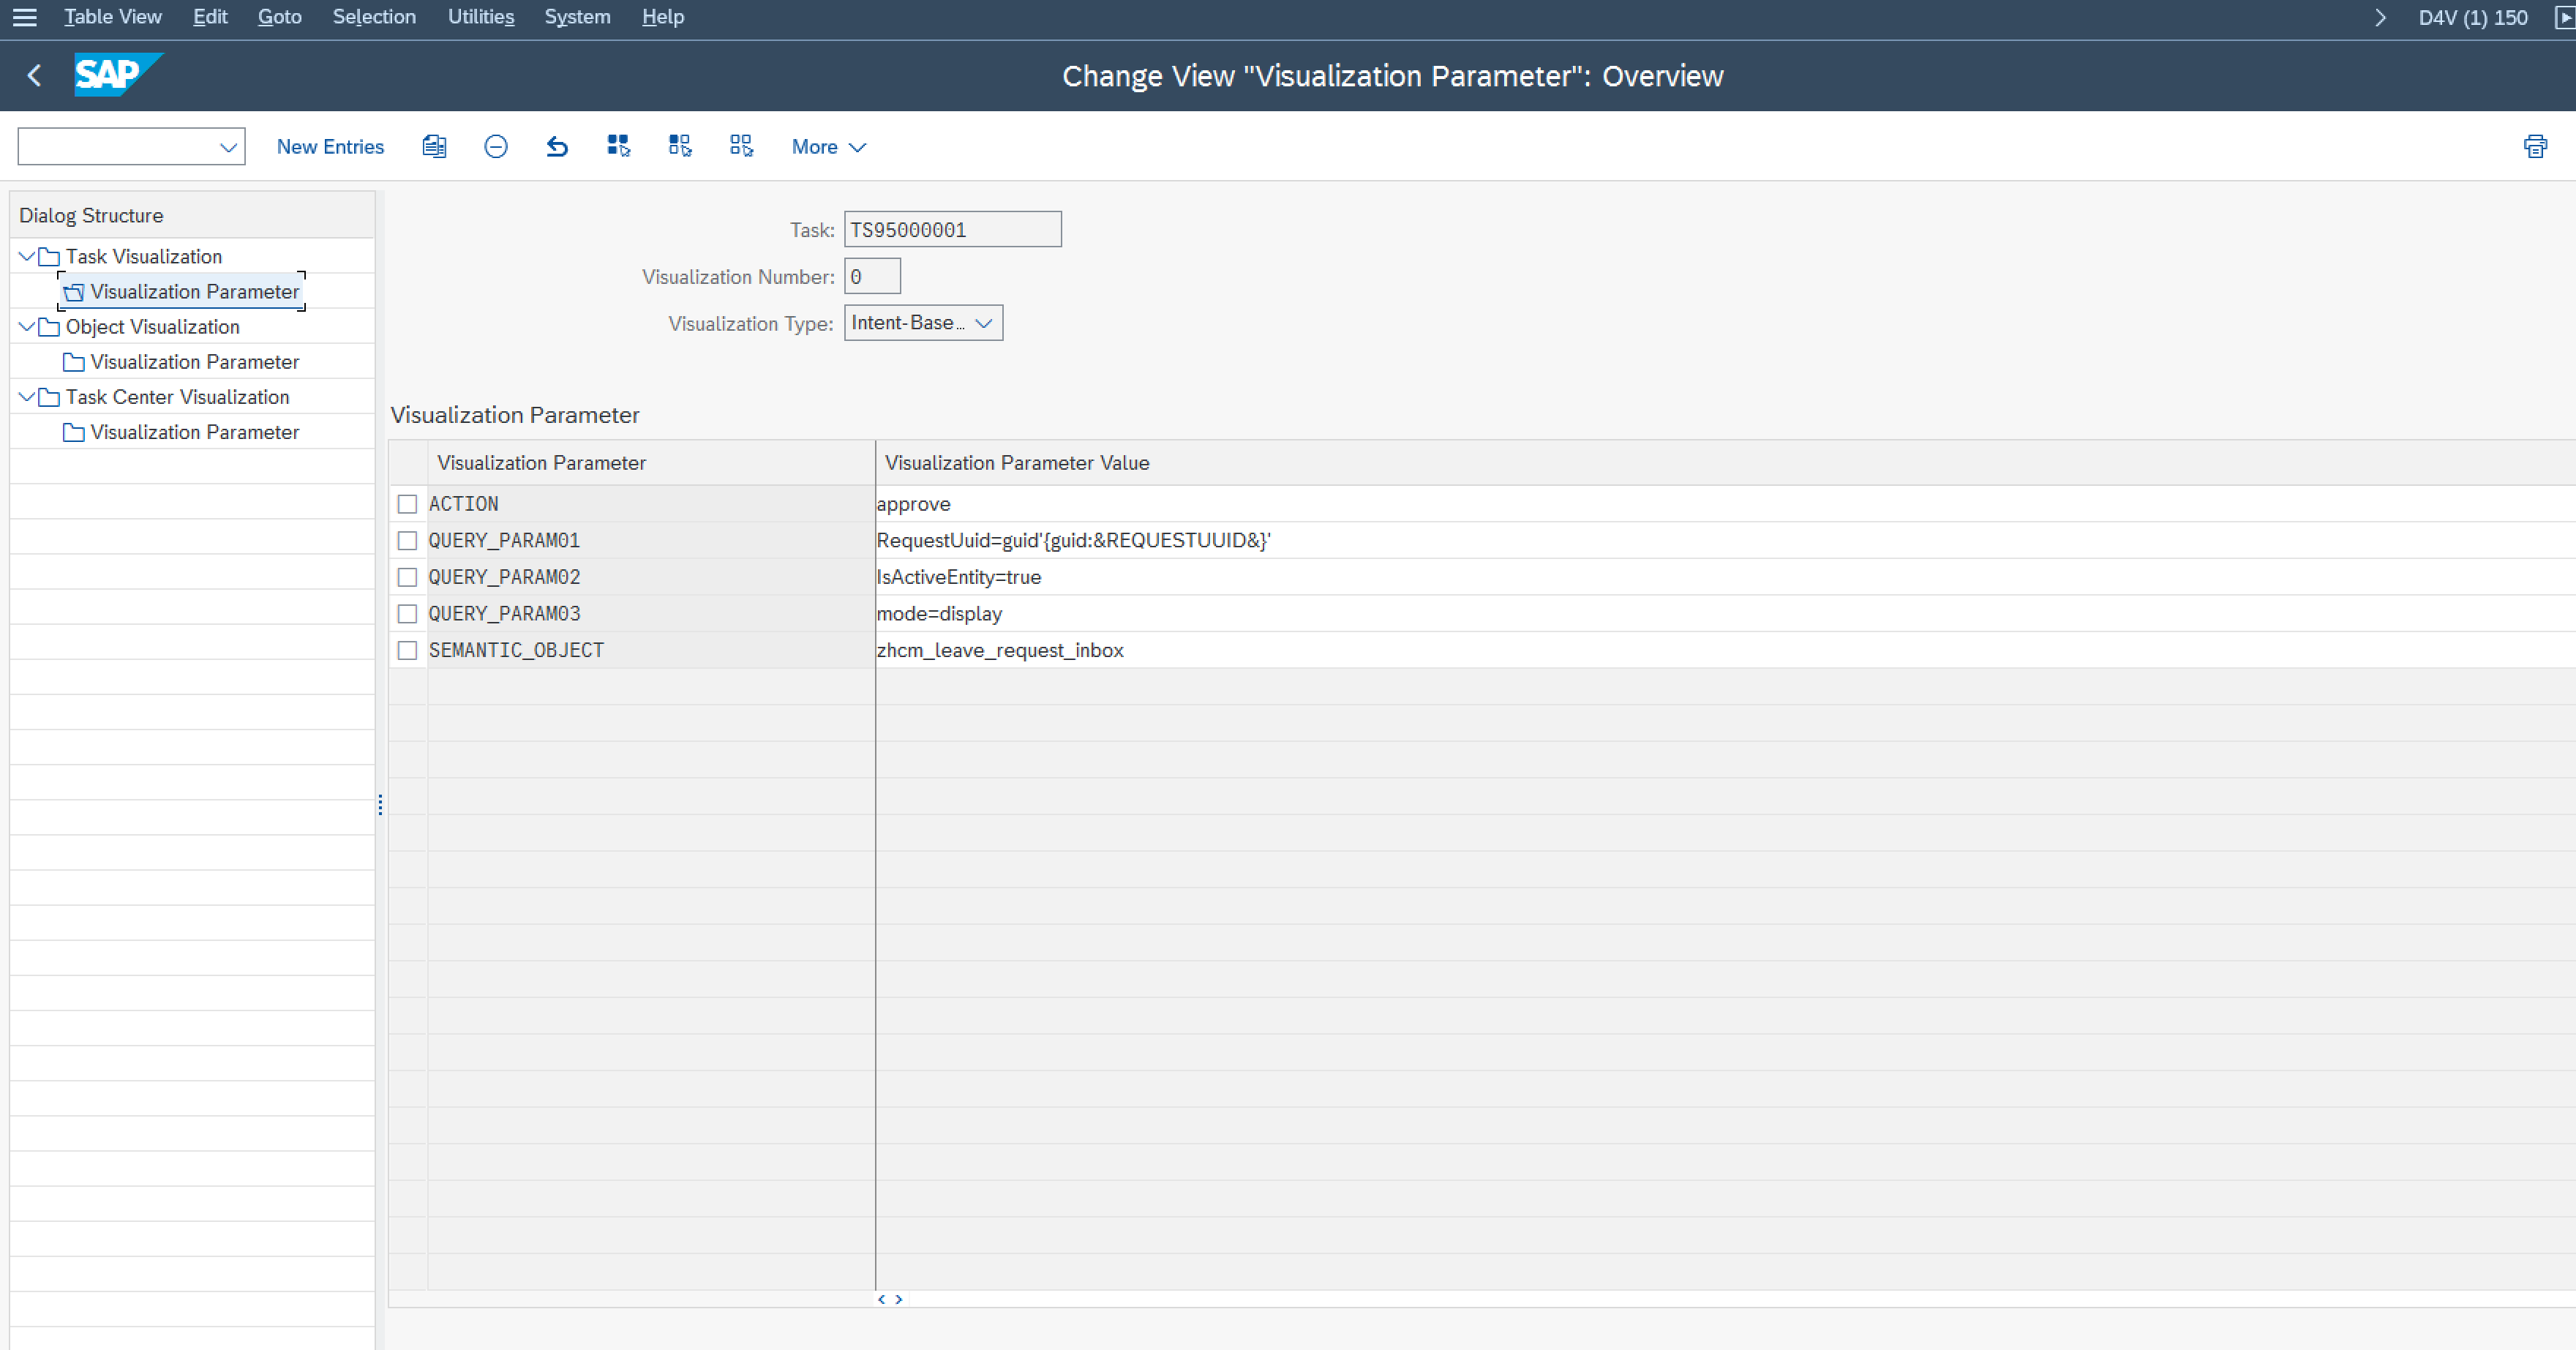 Table View Edit Goto Selection Utilities System Help D4V (1) 150
SAP Change View "Visualization Parameter": Overview
New Entries More
Dialog Structure
Task Visualization
Visualization Parameter
Object Visualization
Visualization Parameter
Task Center Visualization
Visualization Parameter
Task: TS95000001
Visualization Number: 0
Visualization Type: Intent-Base...
Visualization Parameter
Visualization Parameter Visualization Parameter Value
ACTION approve
QUERY_PARAM01 RequestUuid=guid'{guid:&REQUESTUUID&}'
QUERY_PARAM02 IsActiveEntity=true
QUERY_PARAM03 mode=display
SEMANTIC_OBJECT zhcm_leave_request_inbox